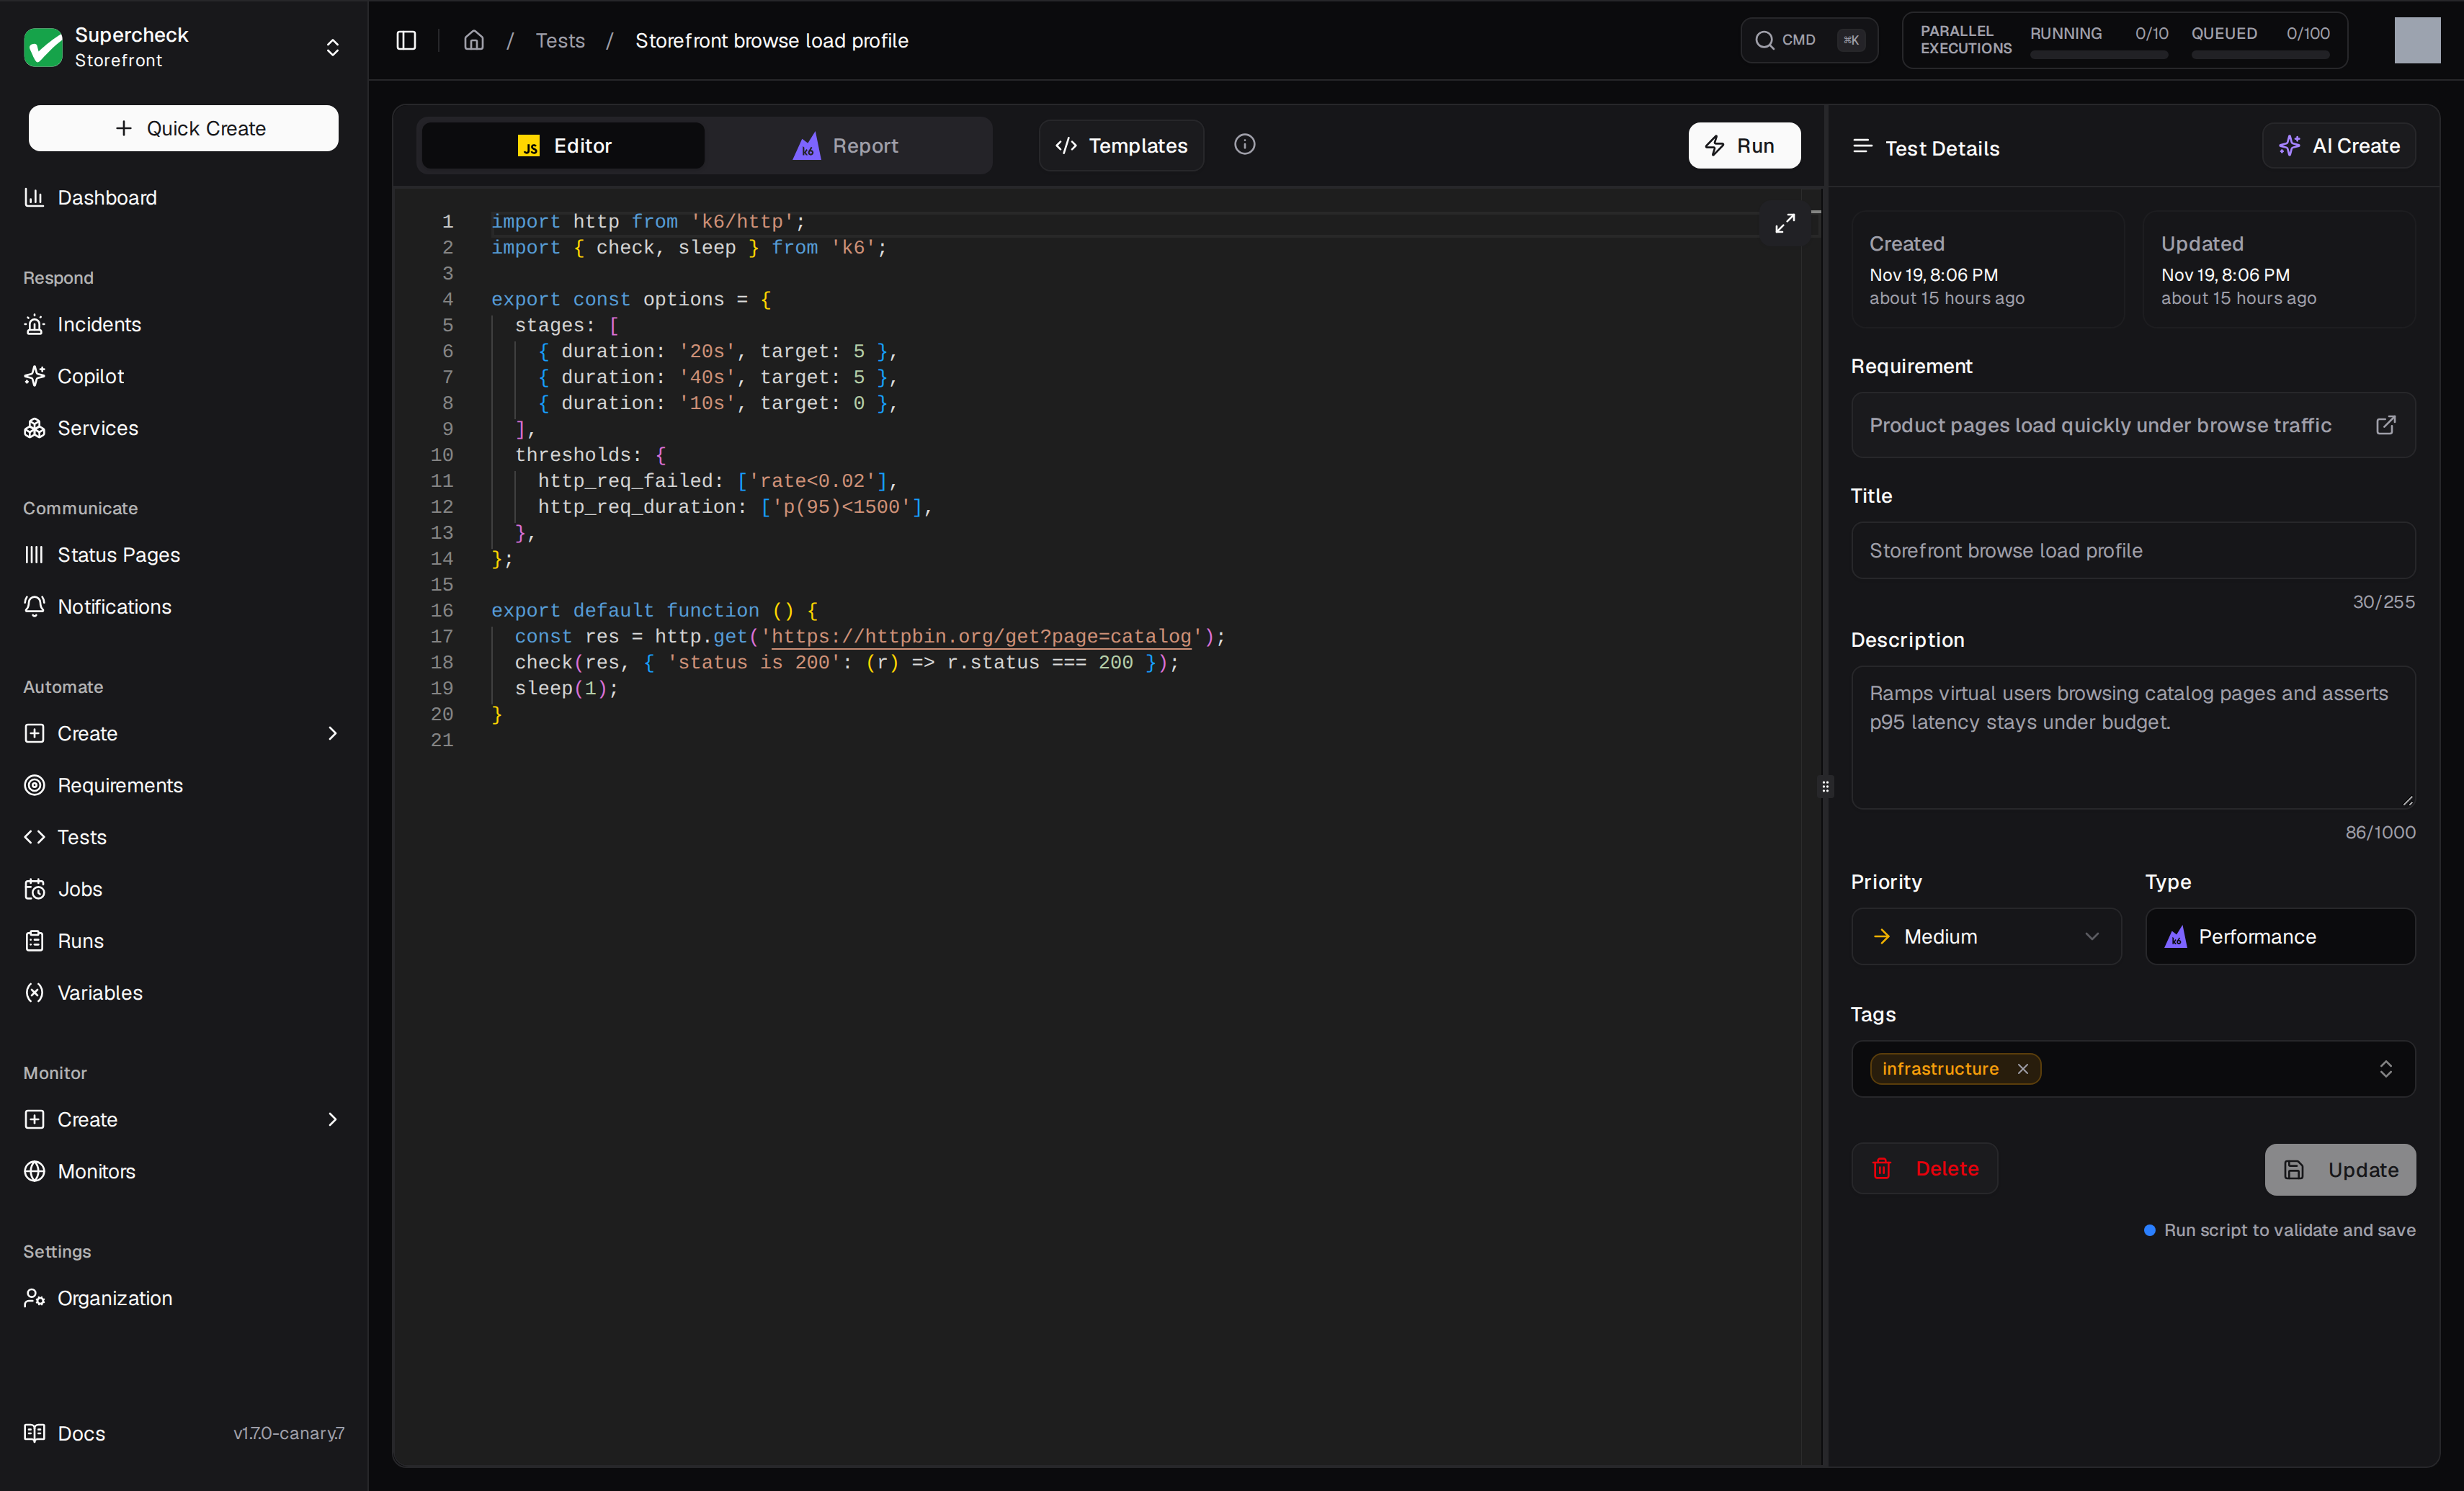 Supercheck
Storefront
Quick Create
Dashboard
Respond
Incidents
Copilot
Services
Communicate
Status Pages
Notifications
Automate
Create
Requirements
Tests
Jobs
Runs
Variables
Monitor
Create
Monitors
Settings
Organization
Docs
v1.7.0-canary.7
/ Tests / Storefront browse load profile
CMD ⌘K
PARALLEL EXECUTIONS
RUNNING 0/10
QUEUED 0/100
JS Editor
k6 Report
Templates
Run
1 import http from 'k6/http';
2 import { check, sleep } from 'k6';
3
4 export const options = {
5 stages: [
6 { duration: '20s', target: 5 },
7 { duration: '40s', target: 5 },
8 { duration: '10s', target: 0 },
9 ],
10 thresholds: {
11 http_req_failed: ['rate<0.02'],
12 http_req_duration: ['p(95)<1500'],
13 },
14 };
15
16 export default function () {
17 const res = http.get('https://httpbin.org/get?page=catalog');
18 check(res, { 'status is 200': (r) => r.status === 200 });
19 sleep(1);
20 }
21
Test Details
AI Create
Created
Nov 19, 8:06 PM
about 15 hours ago
Updated
Nov 19, 8:06 PM
about 15 hours ago
Requirement
Product pages load quickly under browse traffic
Title
Storefront browse load profile
30/255
Description
Ramps virtual users browsing catalog pages and asserts
p95 latency stays under budget.
86/1000
Priority
Medium
Type
k6 Performance
Tags
infrastructure
Delete
Update
Run script to validate and save